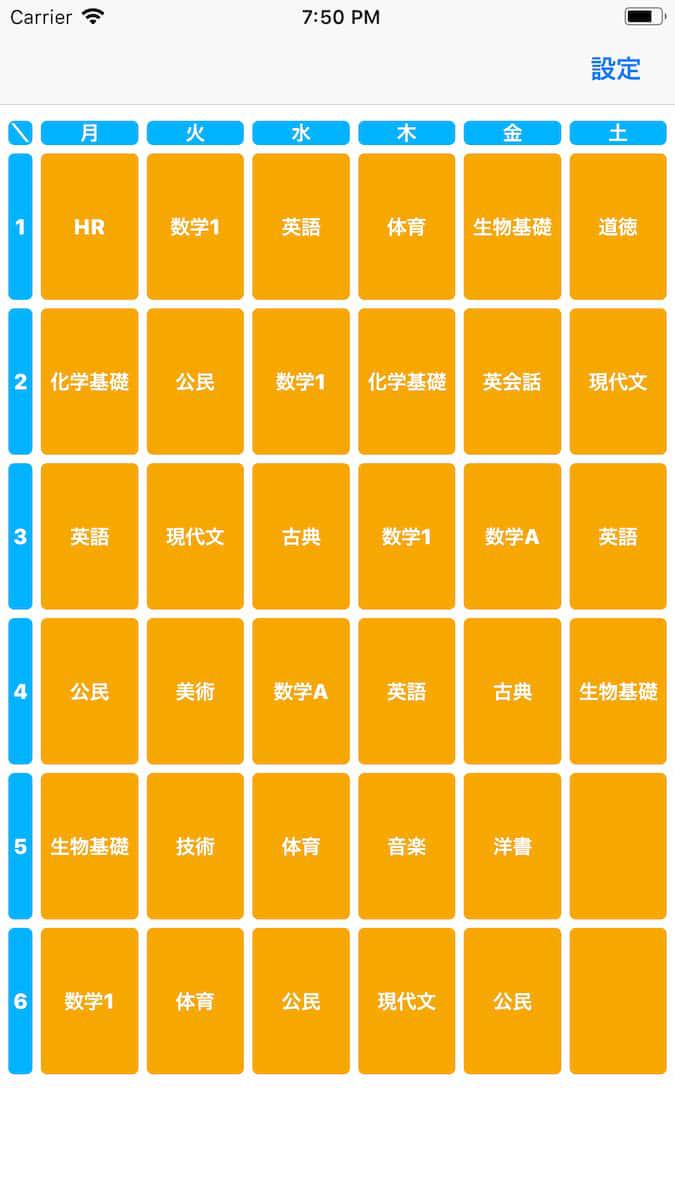 Carrier 7:50 PM
設定
\ 月 火 水 木 金 土
1 HR 数学1 英語 体育 生物基礎 道徳
2 化学基礎 公民 数学1 化学基礎 英会話 現代文
3 英語 現代文 古典 数学1 数学A 英語
4 公民 美術 数学A 英語 古典 生物基礎
5 生物基礎 技術 体育 音楽 洋書
6 数学1 体育 公民 現代文 公民